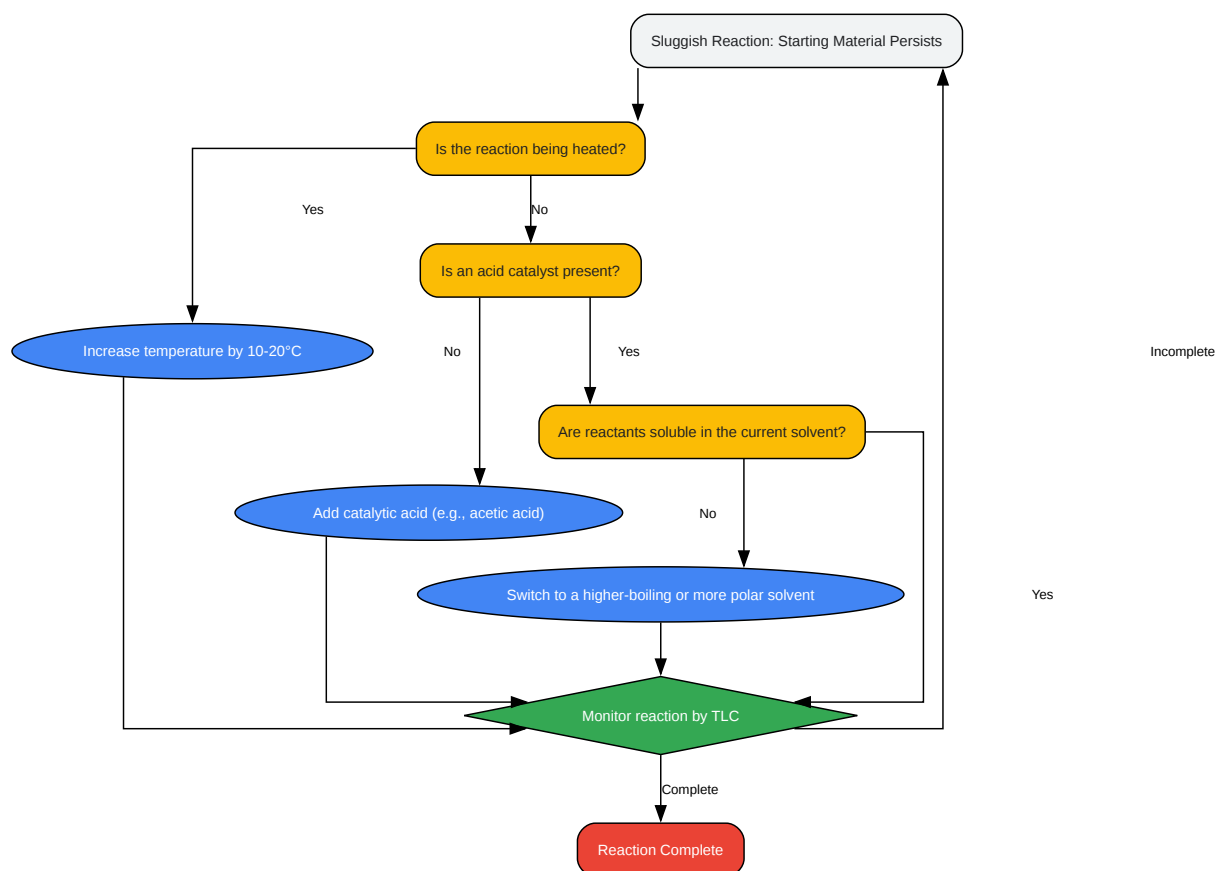 Sluggish Reaction: Starting Material Persists
Is the reaction being heated?
Yes
No
Is an acid catalyst present?
Increase temperature by 10-20°C
No
Yes
Incomplete
Are reactants soluble in the current solvent?
Add catalytic acid (e.g., acetic acid)
No
Switch to a higher-boiling or more polar solvent
Yes
Monitor reaction by TLC
Complete
Reaction Complete